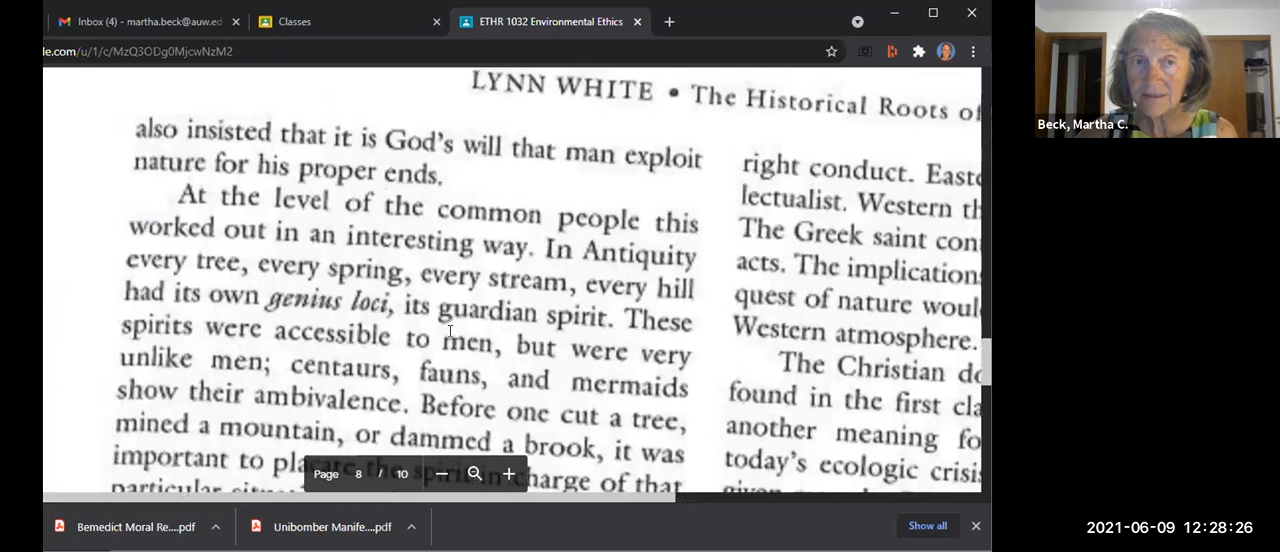 Inbox (4) - martha.beck@auw.ed
Classes
ETHR 1032 Environmental Ethics
le.com/u/1/c/MzQ3ODg0MjcwNzM2
LYNN WHITE • The Historical Roots of
also insisted that it is God's will that man exploit
nature for his proper ends.
At the level of the common people this
worked out in an interesting way. In Antiquity
every tree, every spring, every stream, every hill
had its own genius loci, its guardian spirit. These
spirits were accessible to men, but were very
unlike men; centaurs, fauns, and mermaids
show their ambivalence. Before one cut a tree,
mined a mountain, or dammed a brook, it was
important to placate the spirit in charge of that
particular
right conduct. Easte
lectualist. Western th
The Greek saint con
acts. The implication
quest of nature woul
Western atmosphere.
The Christian do
found in the first cla
another meaning fo
today's ecologic crisi
Page 8 / 10
Bemedict Moral Re....pdf
Unibomber Manife....pdf
Show all
Beck, Martha C.
2021-06-09 12:28:26